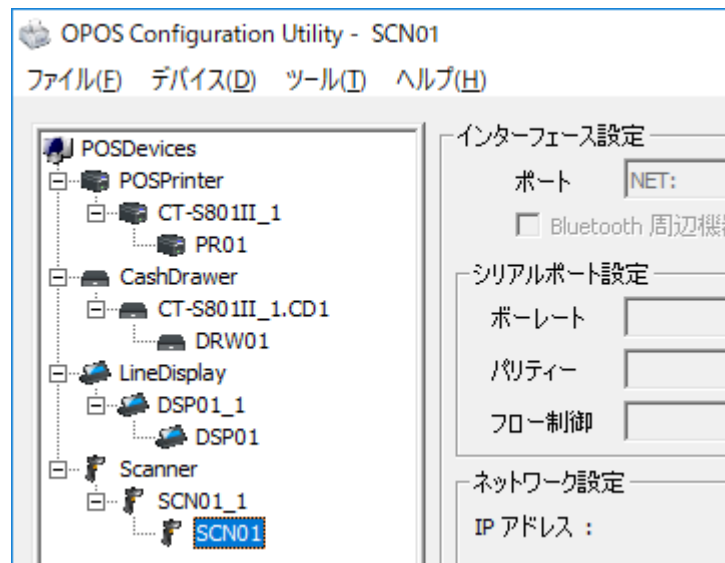 OPOS Configuration Utility - SCN01
ファイル(F) デバイス(D) ツール(T) ヘルプ(H)
POSDevices
POSPrinter
CT-S801II_1
PR01
CashDrawer
CT-S801II_1.CD1
DRW01
LineDisplay
DSP01_1
DSP01
Scanner
SCN01_1
SCN01
インターフェース設定
ポート NET:
Bluetooth 周辺機器
シリアルポート設定
ボーレート
パリティー
フロー制御
ネットワーク設定
IP アドレス :